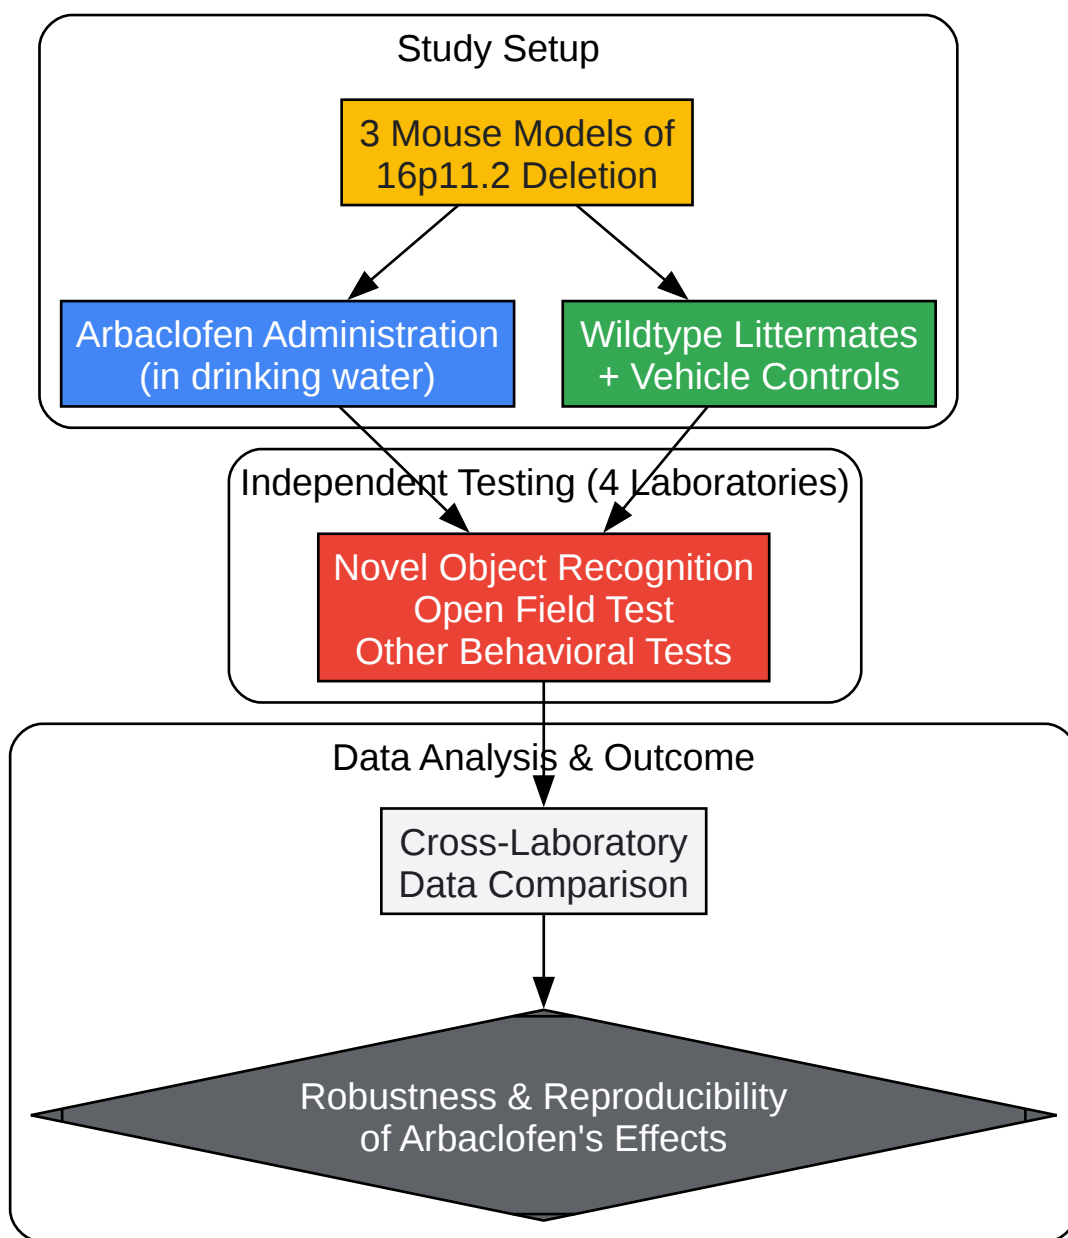 Study Setup
3 Mouse Models of
16p11.2 Deletion
Arbaclofen Administration
(in drinking water)
Wildtype Littermates
+ Vehicle Controls
Independent Testing (4 Laboratories)
Novel Object Recognition
Open Field Test
Other Behavioral Tests
Data Analysis & Outcome
Cross-Laboratory
Data Comparison
Robustness & Reproducibility
of Arbaclofen's Effects